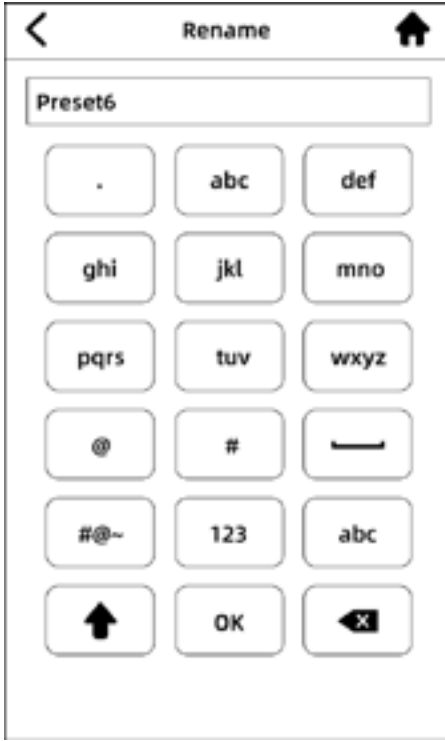 Rename
Preset6
. abc def
ghi jkl mno
pqrs tuv wxyz
@ #
#@~ 123 abc
OK